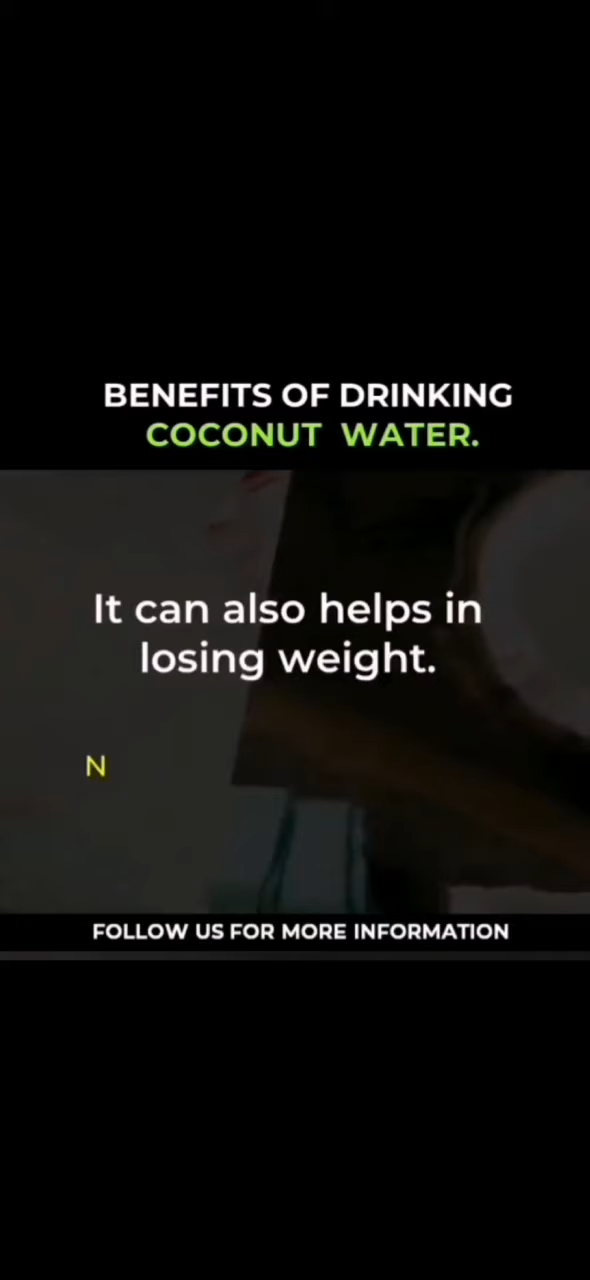 BENEFITS OF DRINKING
COCONUT WATER.
It can also helps in
losing weight.
N
FOLLOW US FOR MORE INFORMATION